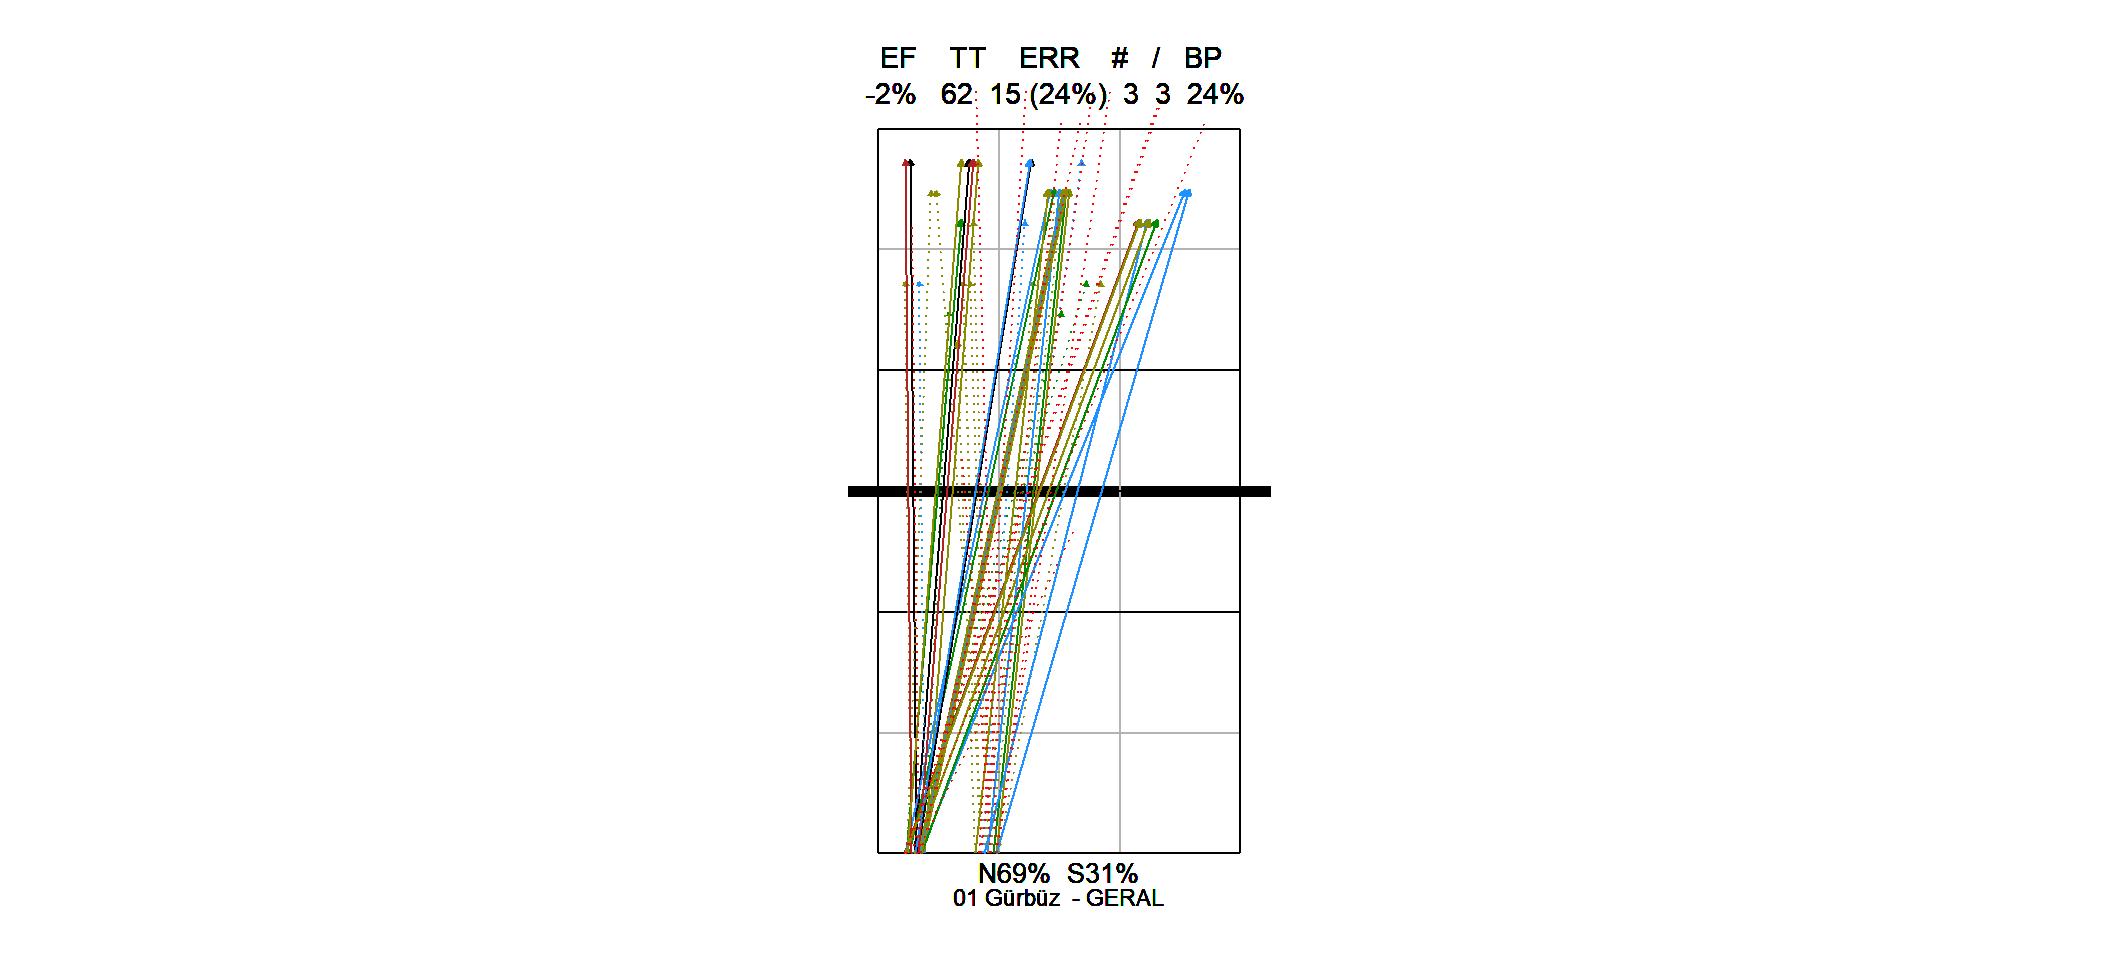 EF TT ERR # / BP
-2% 62 15 (24%) 3 3 24%
N69% S31%
01 Gürbüz - GERAL